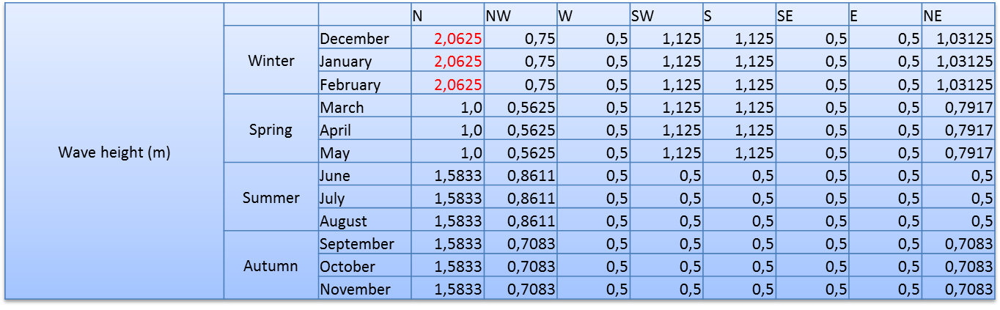 N NW W SW S SE E NE
December 2,0625 0,75 0,5 1,125 1,125 0,5 0,5 1,03125
Winter January 2,0625 0,75 0,5 1,125 1,125 0,5 0,5 1,03125
February 2,0625 0,75 0,5 1,125 1,125 0,5 0,5 1,03125
March 1,0 0,5625 0,5 1,125 1,125 0,5 0,5 0,7917
Spring April 1,0 0,5625 0,5 1,125 1,125 0,5 0,5 0,7917
Wave height (m) May 1,0 0,5625 0,5 1,125 1,125 0,5 0,5 0,7917
June 1,5833 0,8611 0,5 0,5 0,5 0,5 0,5 0,5
Summer July 1,5833 0,8611 0,5 0,5 0,5 0,5 0,5 0,5
August 1,5833 0,8611 0,5 0,5 0,5 0,5 0,5 0,5
September 1,5833 0,7083 0,5 0,5 0,5 0,5 0,5 0,7083
Autumn October 1,5833 0,7083 0,5 0,5 0,5 0,5 0,5 0,7083
November 1,5833 0,7083 0,5 0,5 0,5 0,5 0,5 0,7083